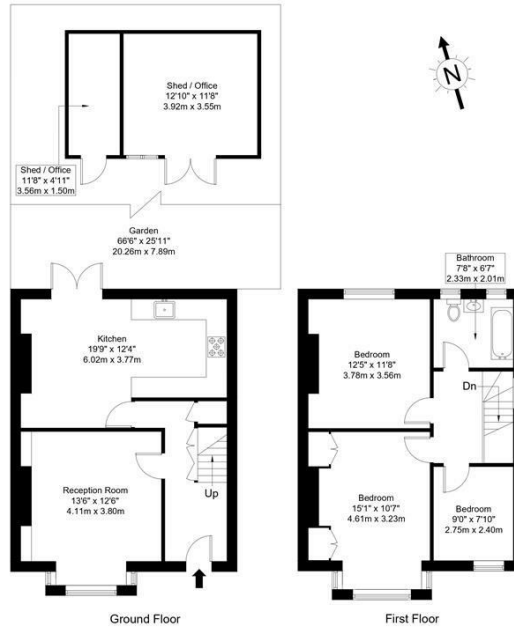 Shed / Office
12'10" x 11'8"
3.92m x 3.55m
N
Shed / Office
11'8" x 4'11"
3.56m x 1.50m
Garden
66'6" x 25'11"
20.26m x 7.89m
Bathroom
7'8" x 6'7"
2.33m x 2.01m
Kitchen
19'9" x 12'4"
6.02m x 3.77m
Bedroom
12'5" x 11'8"
3.78m x 3.56m
Dn
Reception Room
13'6" x 12'6"
4.11m x 3.80m
Up
Bedroom
15'1" x 10'7"
4.61m x 3.23m
Bedroom
9'0" x 7'10"
2.75m x 2.40m
Ground Floor
First Floor